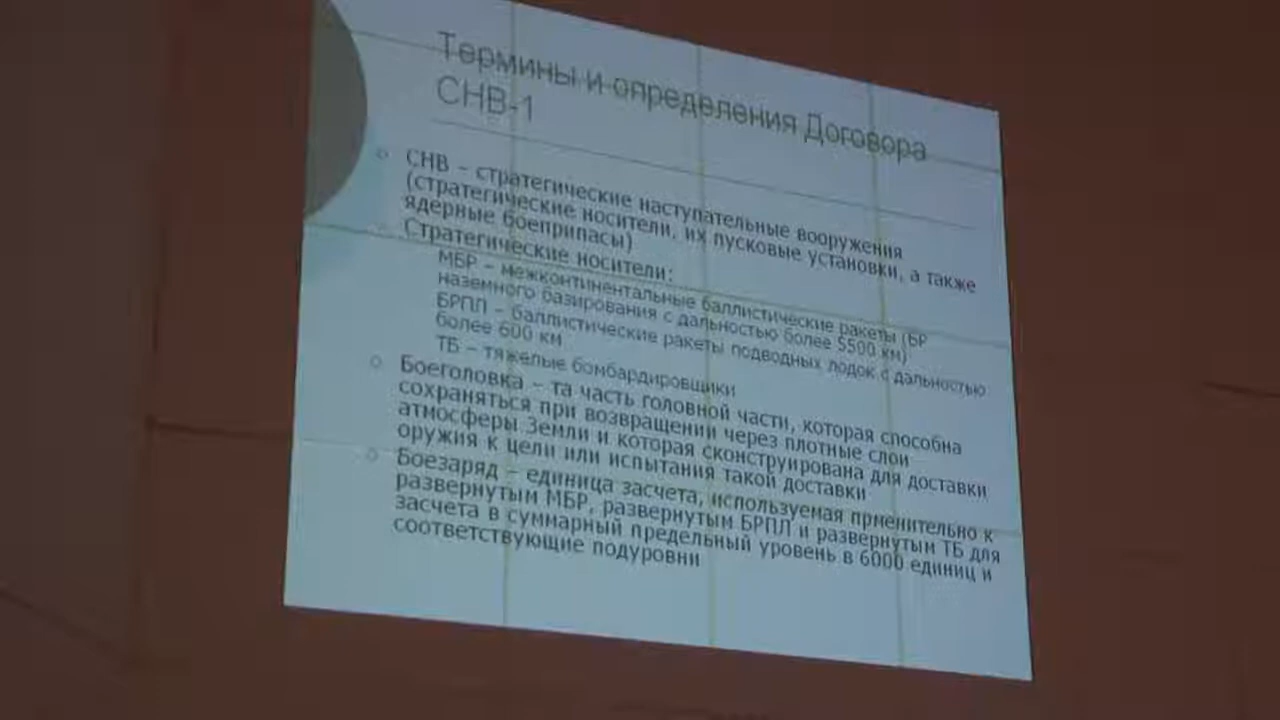 Термины и определения Договора
СНВ-1
СНВ – стратегические наступательные вооружения
(стратегические носители, их пусковые установки, а также
ядерные боеприпасы)
Стратегические носители:
МБР – межконтинентальные баллистические ракеты (БР
наземного базирования с дальностью более 5500 км)
БРПЛ – баллистические ракеты подводных лодок с дальностью
более 600 км
ТБ – тяжелые бомбардировщики
Боеголовка – та часть головной части, которая способна
сохраняться при возвращении через плотные слои
атмосферы Земли и которая сконструирована для доставки
оружия к цели или испытания такой доставки
Боезаряд – единица засчета, используемая прменительно к
развернутым МБР, развернутым БРПЛ и развернутым ТБ для
засчета в суммарный предельный уровень в 6000 единиц и
соответствующие подуровни